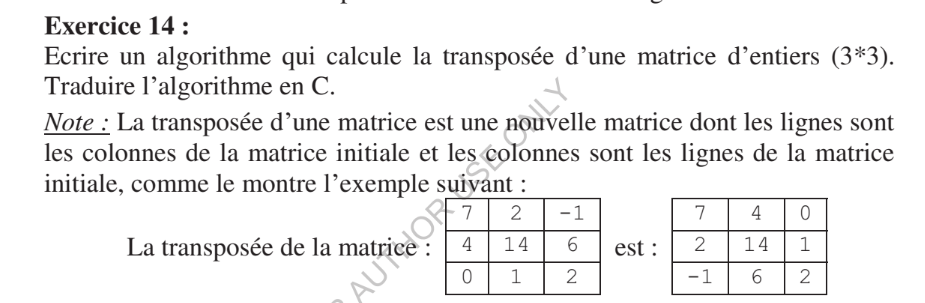 Exercice 14 :
Ecrire un algorithme qui calcule la transposée d'une matrice d'entiers (3*3).
Traduire l'algorithme en C.
Note : La transposée d'une matrice est une nouvelle matrice dont les lignes sont
les colonnes de la matrice initiale et les colonnes sont les lignes de la matrice
initiale, comme le montre l'exemple suivant :
La transposée de la matrice :
7 2 -1
4 14 6
0 1 2
est :
7 4 0
2 14 1
-1 6 2
AUTHOR USE ONLY